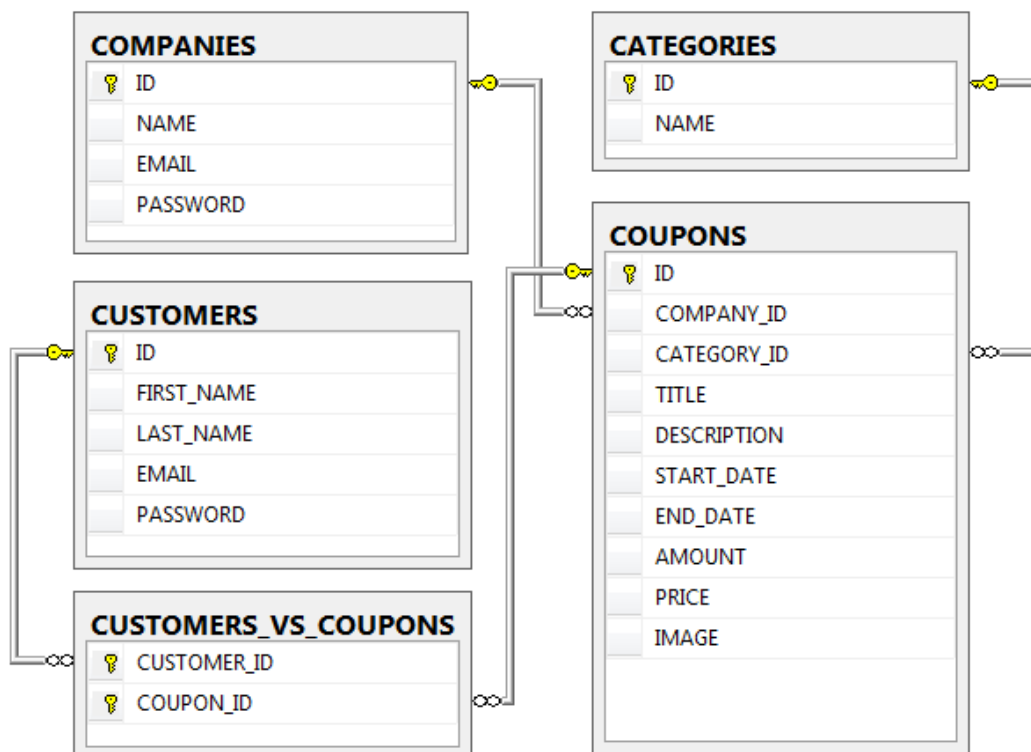 COMPANIES
ID
NAME
EMAIL
PASSWORD
CUSTOMERS
ID
FIRST_NAME
LAST_NAME
EMAIL
PASSWORD
CUSTOMERS_VS_COUPONS
CUSTOMER_ID
COUPON_ID
CATEGORIES
ID
NAME
COUPONS
ID
COMPANY_ID
CATEGORY_ID
TITLE
DESCRIPTION
START_DATE
END_DATE
AMOUNT
PRICE
IMAGE